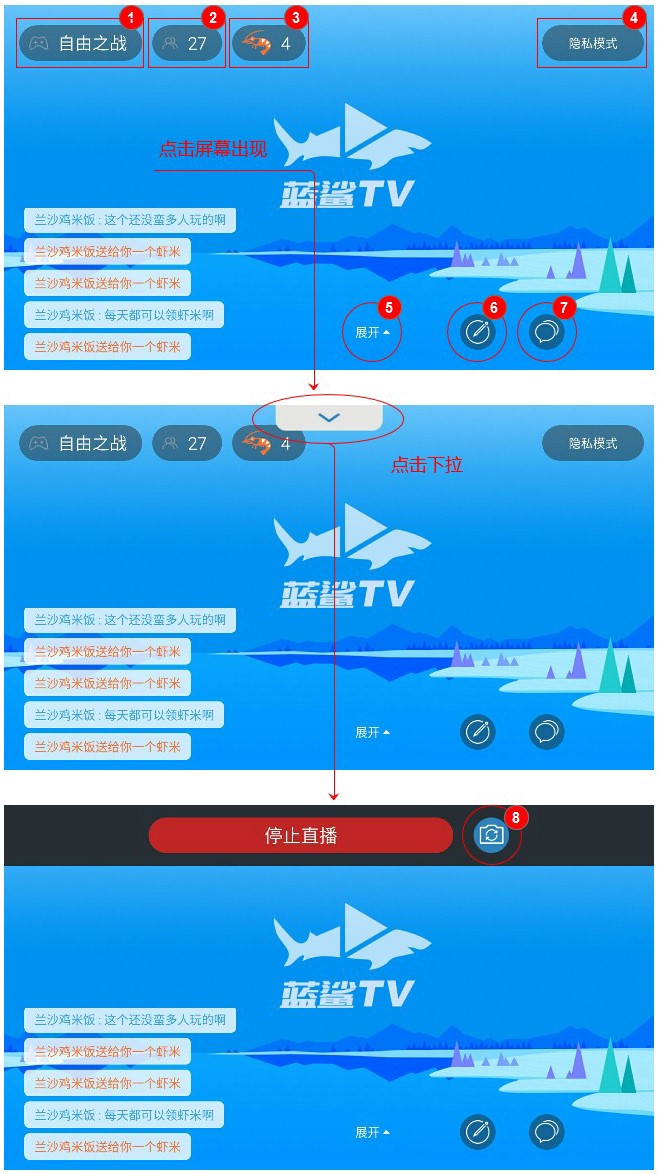 1
2
3
4
自由之战
27
4
隐私模式
点击屏幕出现
蓝鲨TV
兰沙鸡米饭 : 这个还没蛮多人玩的啊
兰沙鸡米饭送给你一个虾米
兰沙鸡米饭送给你一个虾米
兰沙鸡米饭 : 每天都可以领虾米啊
兰沙鸡米饭送给你一个虾米
5
6
7
展开
自由之战
27
4
隐私模式
点击下拉
蓝鲨TV
兰沙鸡米饭 : 这个还没蛮多人玩的啊
兰沙鸡米饭送给你一个虾米
兰沙鸡米饭送给你一个虾米
兰沙鸡米饭 : 每天都可以领虾米啊
兰沙鸡米饭送给你一个虾米
展开
停止直播
8
蓝鲨TV
兰沙鸡米饭 : 这个还没蛮多人玩的啊
兰沙鸡米饭送给你一个虾米
兰沙鸡米饭送给你一个虾米
兰沙鸡米饭 : 每天都可以领虾米啊
兰沙鸡米饭送给你一个虾米
展开